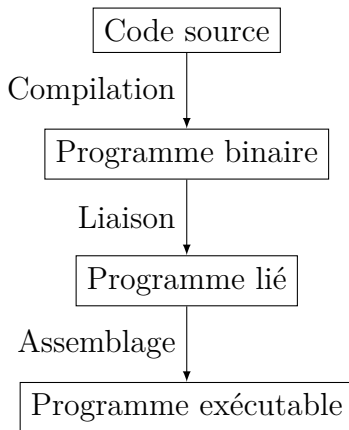 Code source
Compilation
Programme binaire
Liaison
Programme lié
Assemblage
Programme exécutable